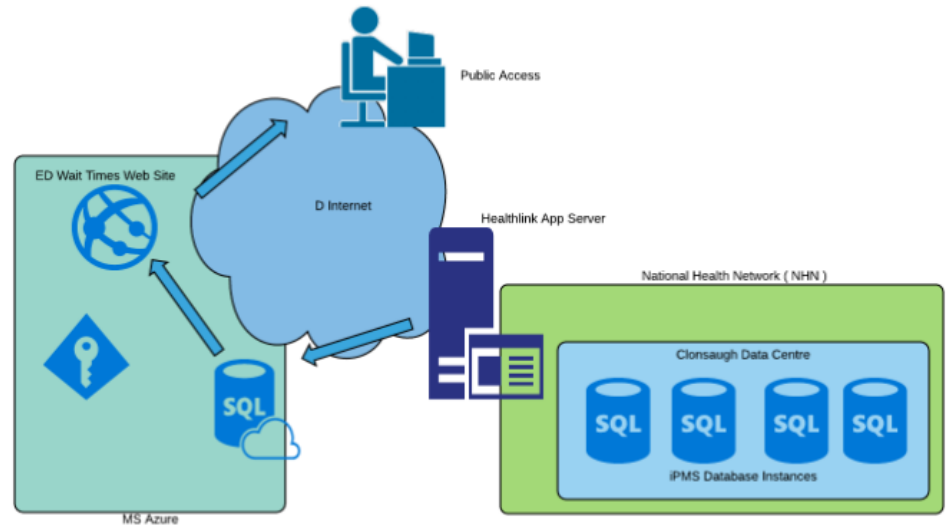 Public Access
ED Wait Times Web Site
D Internet
Healthlink App Server
National Health Network ( NHN )
Clonsaugh Data Centre
SQL
SQL SQL SQL SQL
iPMS Database Instances
MS Azure